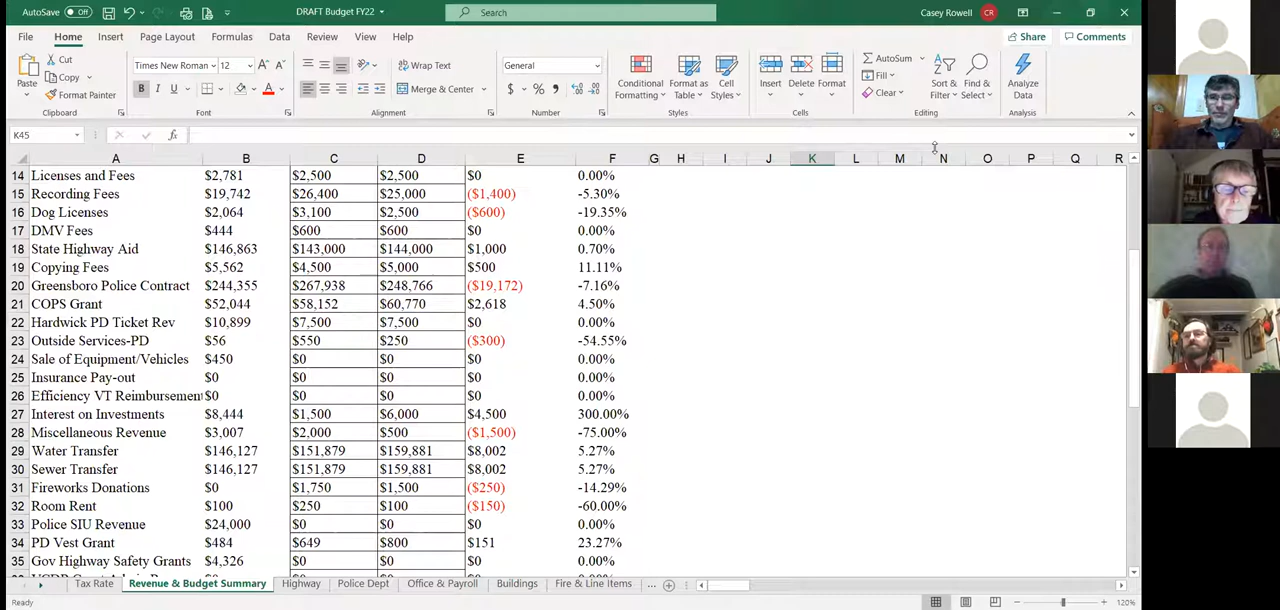 AutoSave Off DRAFT Budget FY22 Search Casey Rowell CR
File Home Insert Page Layout Formulas Data Review View Help Share Comments
Cut Times New Roman 12 Wrap Text General AutoSum
Copy Fill
Paste Format Painter B I U Merge & Center $ % Conditional Formatting Format as Table Cell Styles Insert Delete Format Clear Sort & Filter Find & Select Analyze Data
Clipboard Font Alignment Number Styles Cells Editing Analysis
K45 fx
A B C D E F G H I J K L M N O P Q R
14 Licenses and Fees $2,781 $2,500 $2,500 $0 0.00%
15 Recording Fees $19,742 $26,400 $25,000 ($1,400) -5.30%
16 Dog Licenses $2,064 $3,100 $2,500 ($600) -19.35%
17 DMV Fees $444 $600 $600 $0 0.00%
18 State Highway Aid $146,863 $143,000 $144,000 $1,000 0.70%
19 Copying Fees $5,562 $4,500 $5,000 $500 11.11%
20 Greensboro Police Contract $244,355 $267,938 $248,766 ($19,172) -7.16%
21 COPS Grant $52,044 $58,152 $60,770 $2,618 4.50%
22 Hardwick PD Ticket Rev $10,899 $7,500 $7,500 $0 0.00%
23 Outside Services-PD $56 $550 $250 ($300) -54.55%
24 Sale of Equipment/Vehicles $450 $0 $0 $0 0.00%
25 Insurance Pay-out $0 $0 $0 $0 0.00%
26 Efficiency VT Reimbursement $0 $0 $0 $0 0.00%
27 Interest on Investments $8,444 $1,500 $6,000 $4,500 300.00%
28 Miscellaneous Revenue $3,007 $2,000 $500 ($1,500) -75.00%
29 Water Transfer $146,127 $151,879 $159,881 $8,002 5.27%
30 Sewer Transfer $146,127 $151,879 $159,881 $8,002 5.27%
31 Fireworks Donations $0 $1,750 $1,500 ($250) -14.29%
32 Room Rent $100 $250 $100 ($150) -60.00%
33 Police SIU Revenue $24,000 $0 $0 $0 0.00%
34 PD Vest Grant $484 $649 $800 $151 23.27%
35 Gov Highway Safety Grants $4,326 $0 $0 $0 0.00%
Tax Rate Revenue & Budget Summary Highway Police Dept Office & Payroll Buildings Fire & Line Items ...
Ready 120%